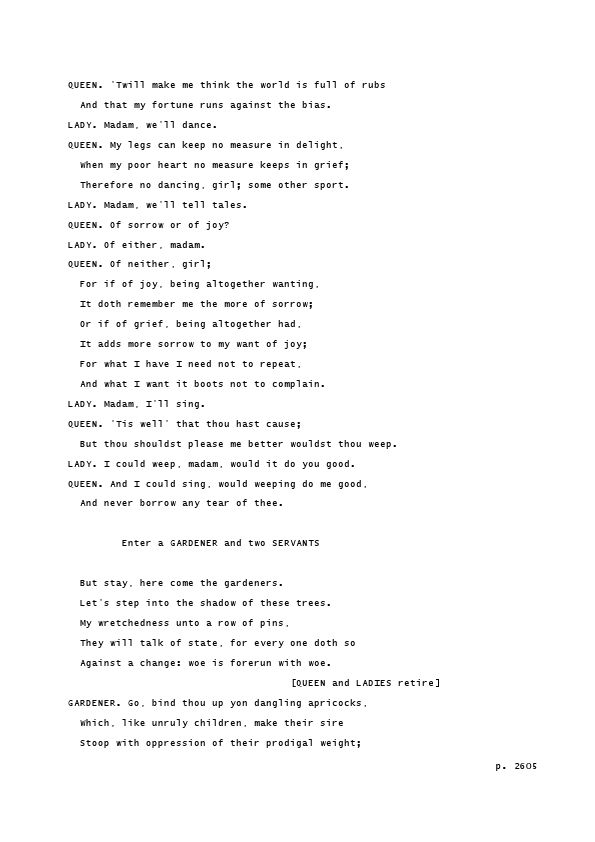 QUEEN. 'Twill make me think the world is full of rubs
And that my fortune runs against the bias.
LADY. Madam, we'll dance.
QUEEN. My legs can keep no measure in delight,
When my poor heart no measure keeps in grief;
Therefore no dancing, girl; some other sport.
LADY. Madam, we'll tell tales.
QUEEN. Of sorrow or of joy?
LADY. Of either, madam.
QUEEN. Of neither, girl;
For if of joy, being altogether wanting,
It doth remember me the more of sorrow;
Or if of grief, being altogether had,
It adds more sorrow to my want of joy;
For what I have I need not to repeat,
And what I want it boots not to complain.
LADY. Madam, I'll sing.
QUEEN. 'Tis well' that thou hast cause;
But thou shouldst please me better wouldst thou weep.
LADY. I could weep, madam, would it do you good.
QUEEN. And I could sing, would weeping do me good,
And never borrow any tear of thee.
Enter a GARDENER and two SERVANTS
But stay, here come the gardeners.
Let's step into the shadow of these trees.
My wretchedness unto a row of pins,
They will talk of state, for every one doth so
Against a change: woe is forerun with woe.
[QUEEN and LADIES retire]
GARDENER. Go, bind thou up yon dangling apricocks,
Which, like unruly children, make their sire
Stoop with oppression of their prodigal weight;
p. 2605